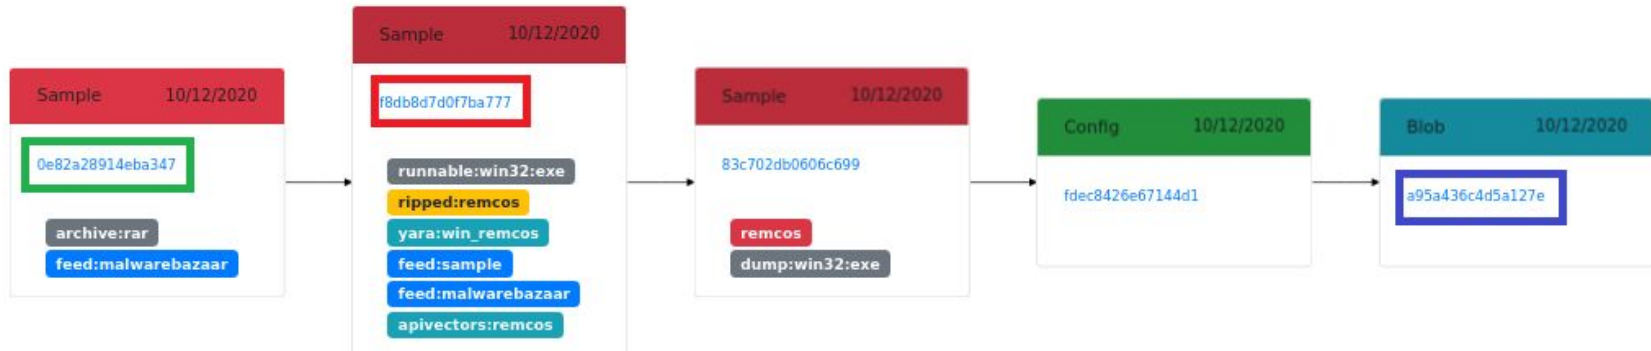 Sample 10/12/2020
0e82a28914eba347
archive:rar
feed:malwarebazaar
Sample 10/12/2020
f8db8d7d0f7ba777
runnable:win32:exe
ripped:remcos
yara:win_remcos
feed:sample
feed:malwarebazaar
apivectors:remcos
Sample 10/12/2020
83c702db0606c699
remcos
dump:win32:exe
Config 10/12/2020
fdec8426e67144d1
Blob 10/12/2020
a95a436c4d5a127e